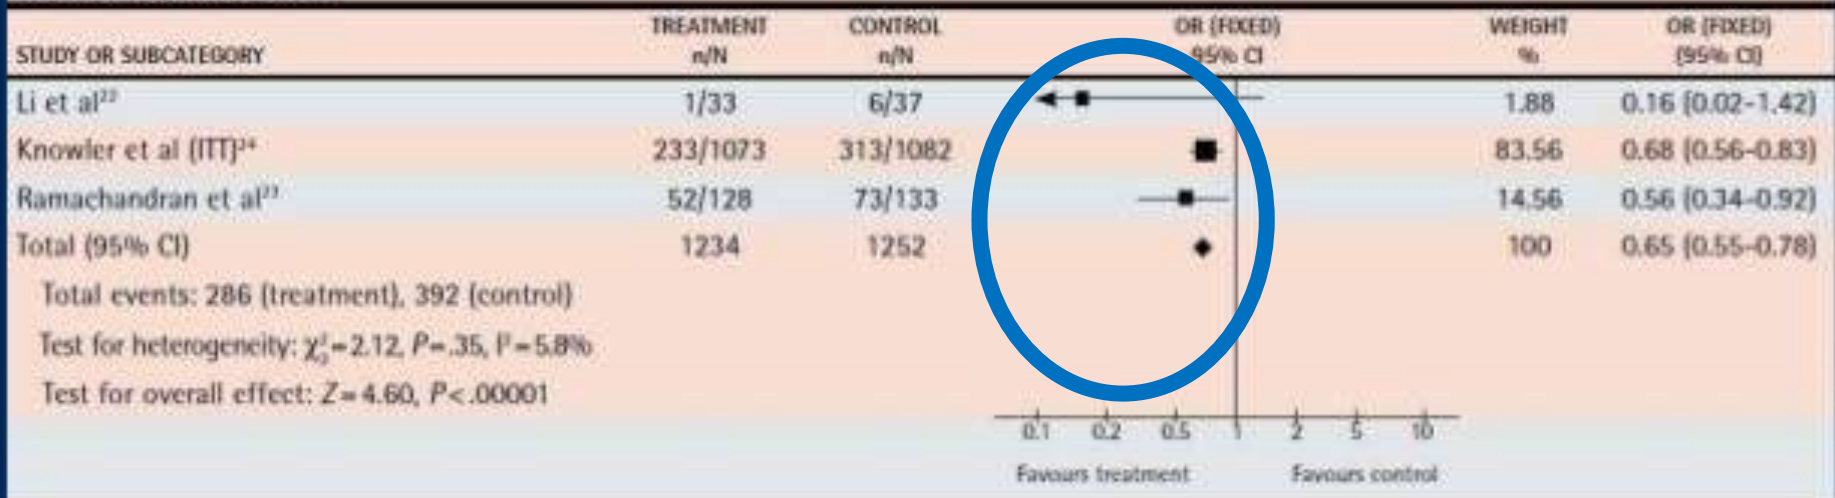 STUDY OR SUBCATEGORY TREATMENT n/N CONTROL n/N OR (FIXED) 95% CI WEIGHT % OR (FIXED) (95% CI)
Li et al²² 1/33 6/37 1.88 0.16 (0.02-1.42)
Knowler et al (ITT)²⁴ 233/1073 313/1082 83.56 0.68 (0.56-0.83)
Ramachandran et al²³ 52/128 73/133 14.56 0.56 (0.34-0.92)
Total (95% CI) 1234 1252 100 0.65 (0.55-0.78)
Total events: 286 (treatment), 392 (control)
Test for heterogeneity: χ²=2.12, P=.35, I²=5.8%
Test for overall effect: Z=4.60, P<.00001
0.1 0.2 0.5 1 2 5 10
Favours treatment Favours control